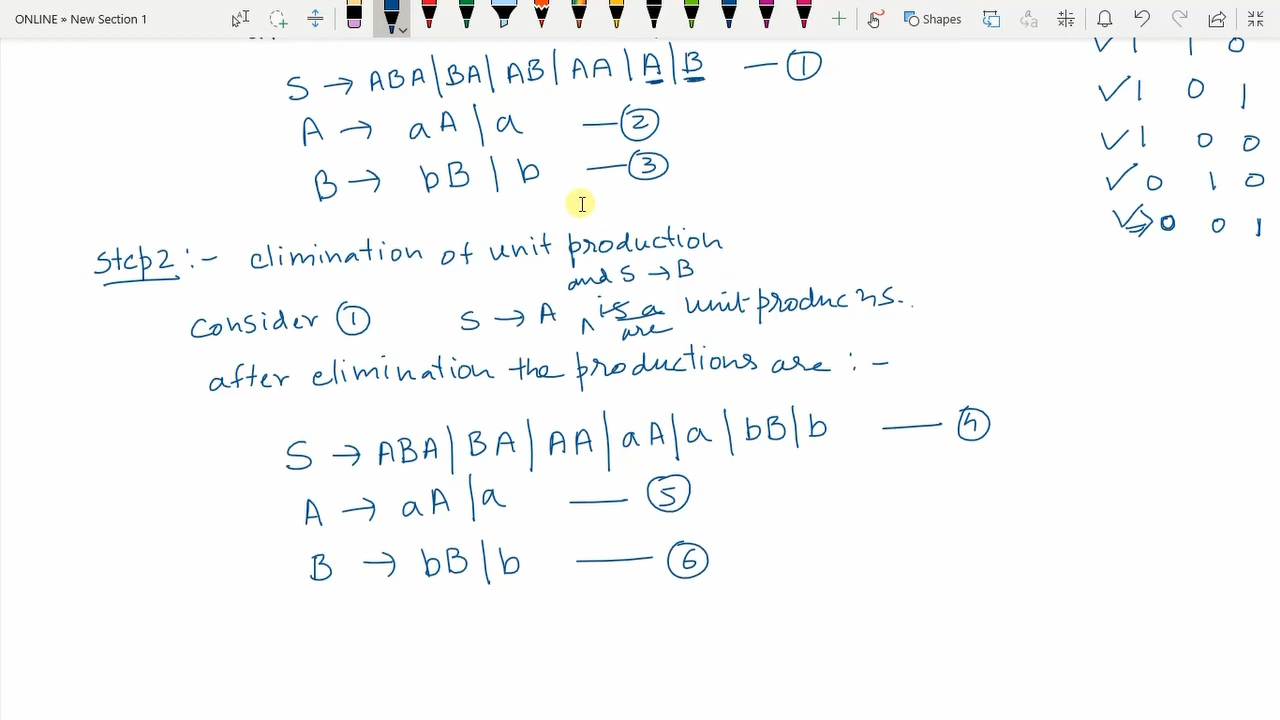 ONLINE » New Section 1
Shapes
S → ABA | BA | AB | AA | A | B — 1
A → aA | a — 2
B → bB | b — 3
✓ 1 1 0
✓ 1 0 1
✓ 1 0 0
✓ 0 1 0
✓ 0 0 1
Step2 :- elimination of unit production
and S → B
Consider 1 S → A ^ is a unit producns.
are
after elimination the productions are : -
S → ABA | BA | AA | aA | a | bB | b — 4
A → aA | a — 5
B → bB | b — 6